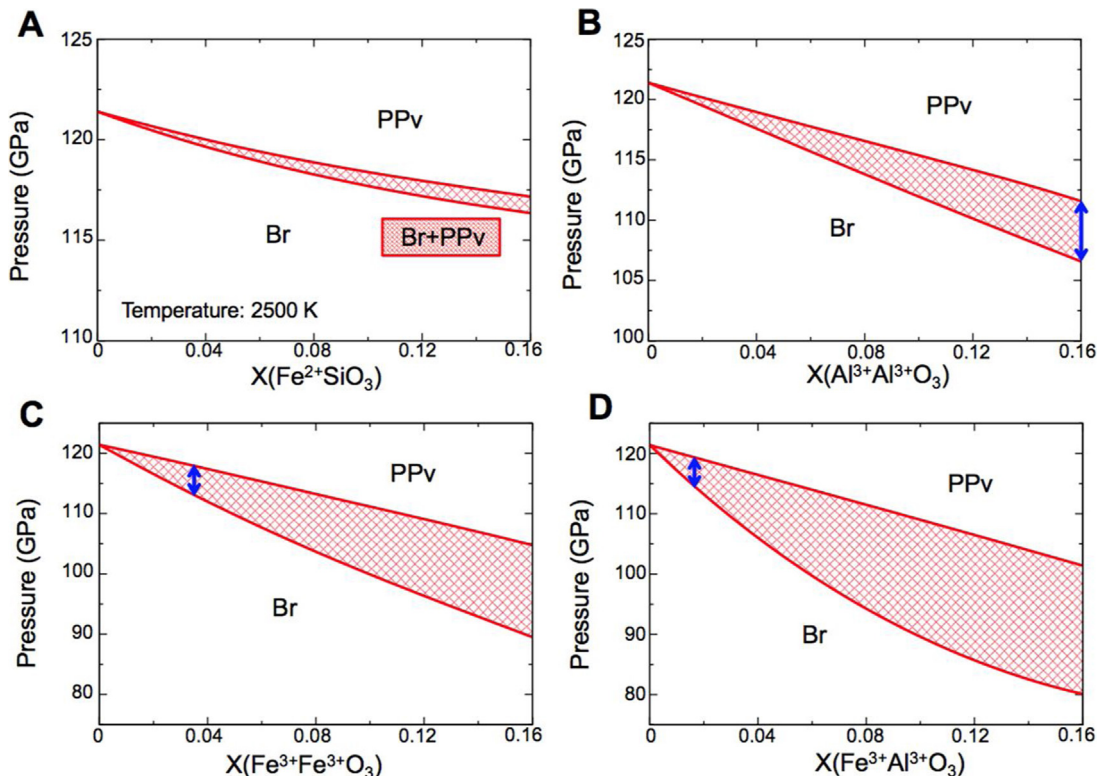 A
Pressure (GPa)
125
120
115
110
PPv
Br
Br+PPv
Temperature: 2500 K
0 0.04 0.08 0.12 0.16
X(Fe²⁺SiO₃)
B
Pressure (GPa)
125
120
115
110
105
100
PPv
Br
0 0.04 0.08 0.12 0.16
X(Al³⁺Al³⁺O₃)
C
Pressure (GPa)
120
110
100
90
80
PPv
Br
0 0.04 0.08 0.12 0.16
X(Fe³⁺Fe³⁺O₃)
D
Pressure (GPa)
120
110
100
90
80
PPv
Br
0 0.04 0.08 0.12 0.16
X(Fe³⁺Al³⁺O₃)